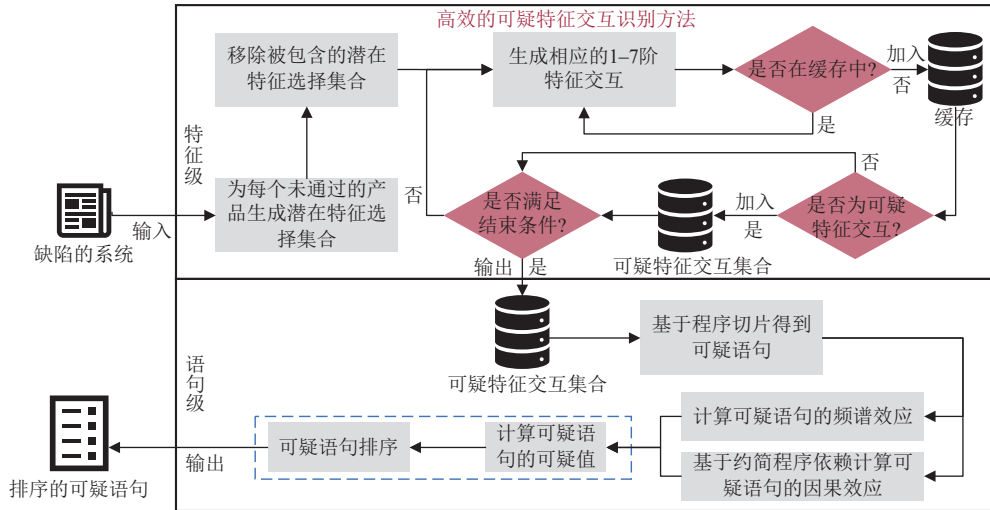 高效的可疑特征交互识别方法
移除被包含的潜在
特征选择集合
生成相应的1–7阶
特征交互
是否在缓存中?
加入
否
缓存
是
特征级
为每个未通过的产
品生成潜在特征选
择集合
否
是否满足
结束条件?
加入
是
可疑特征交互集合
否
是否为可疑
特征交互?
输入
缺陷的系统
输出
是
可疑特征交互集合
基于程序切片得到
可疑语句
语句级
计算可疑语句的频谱效应
基于约简程序依赖计算可
疑语句的因果效应
计算可疑语
句的可疑值
可疑语句排序
输出
排序的可疑语句